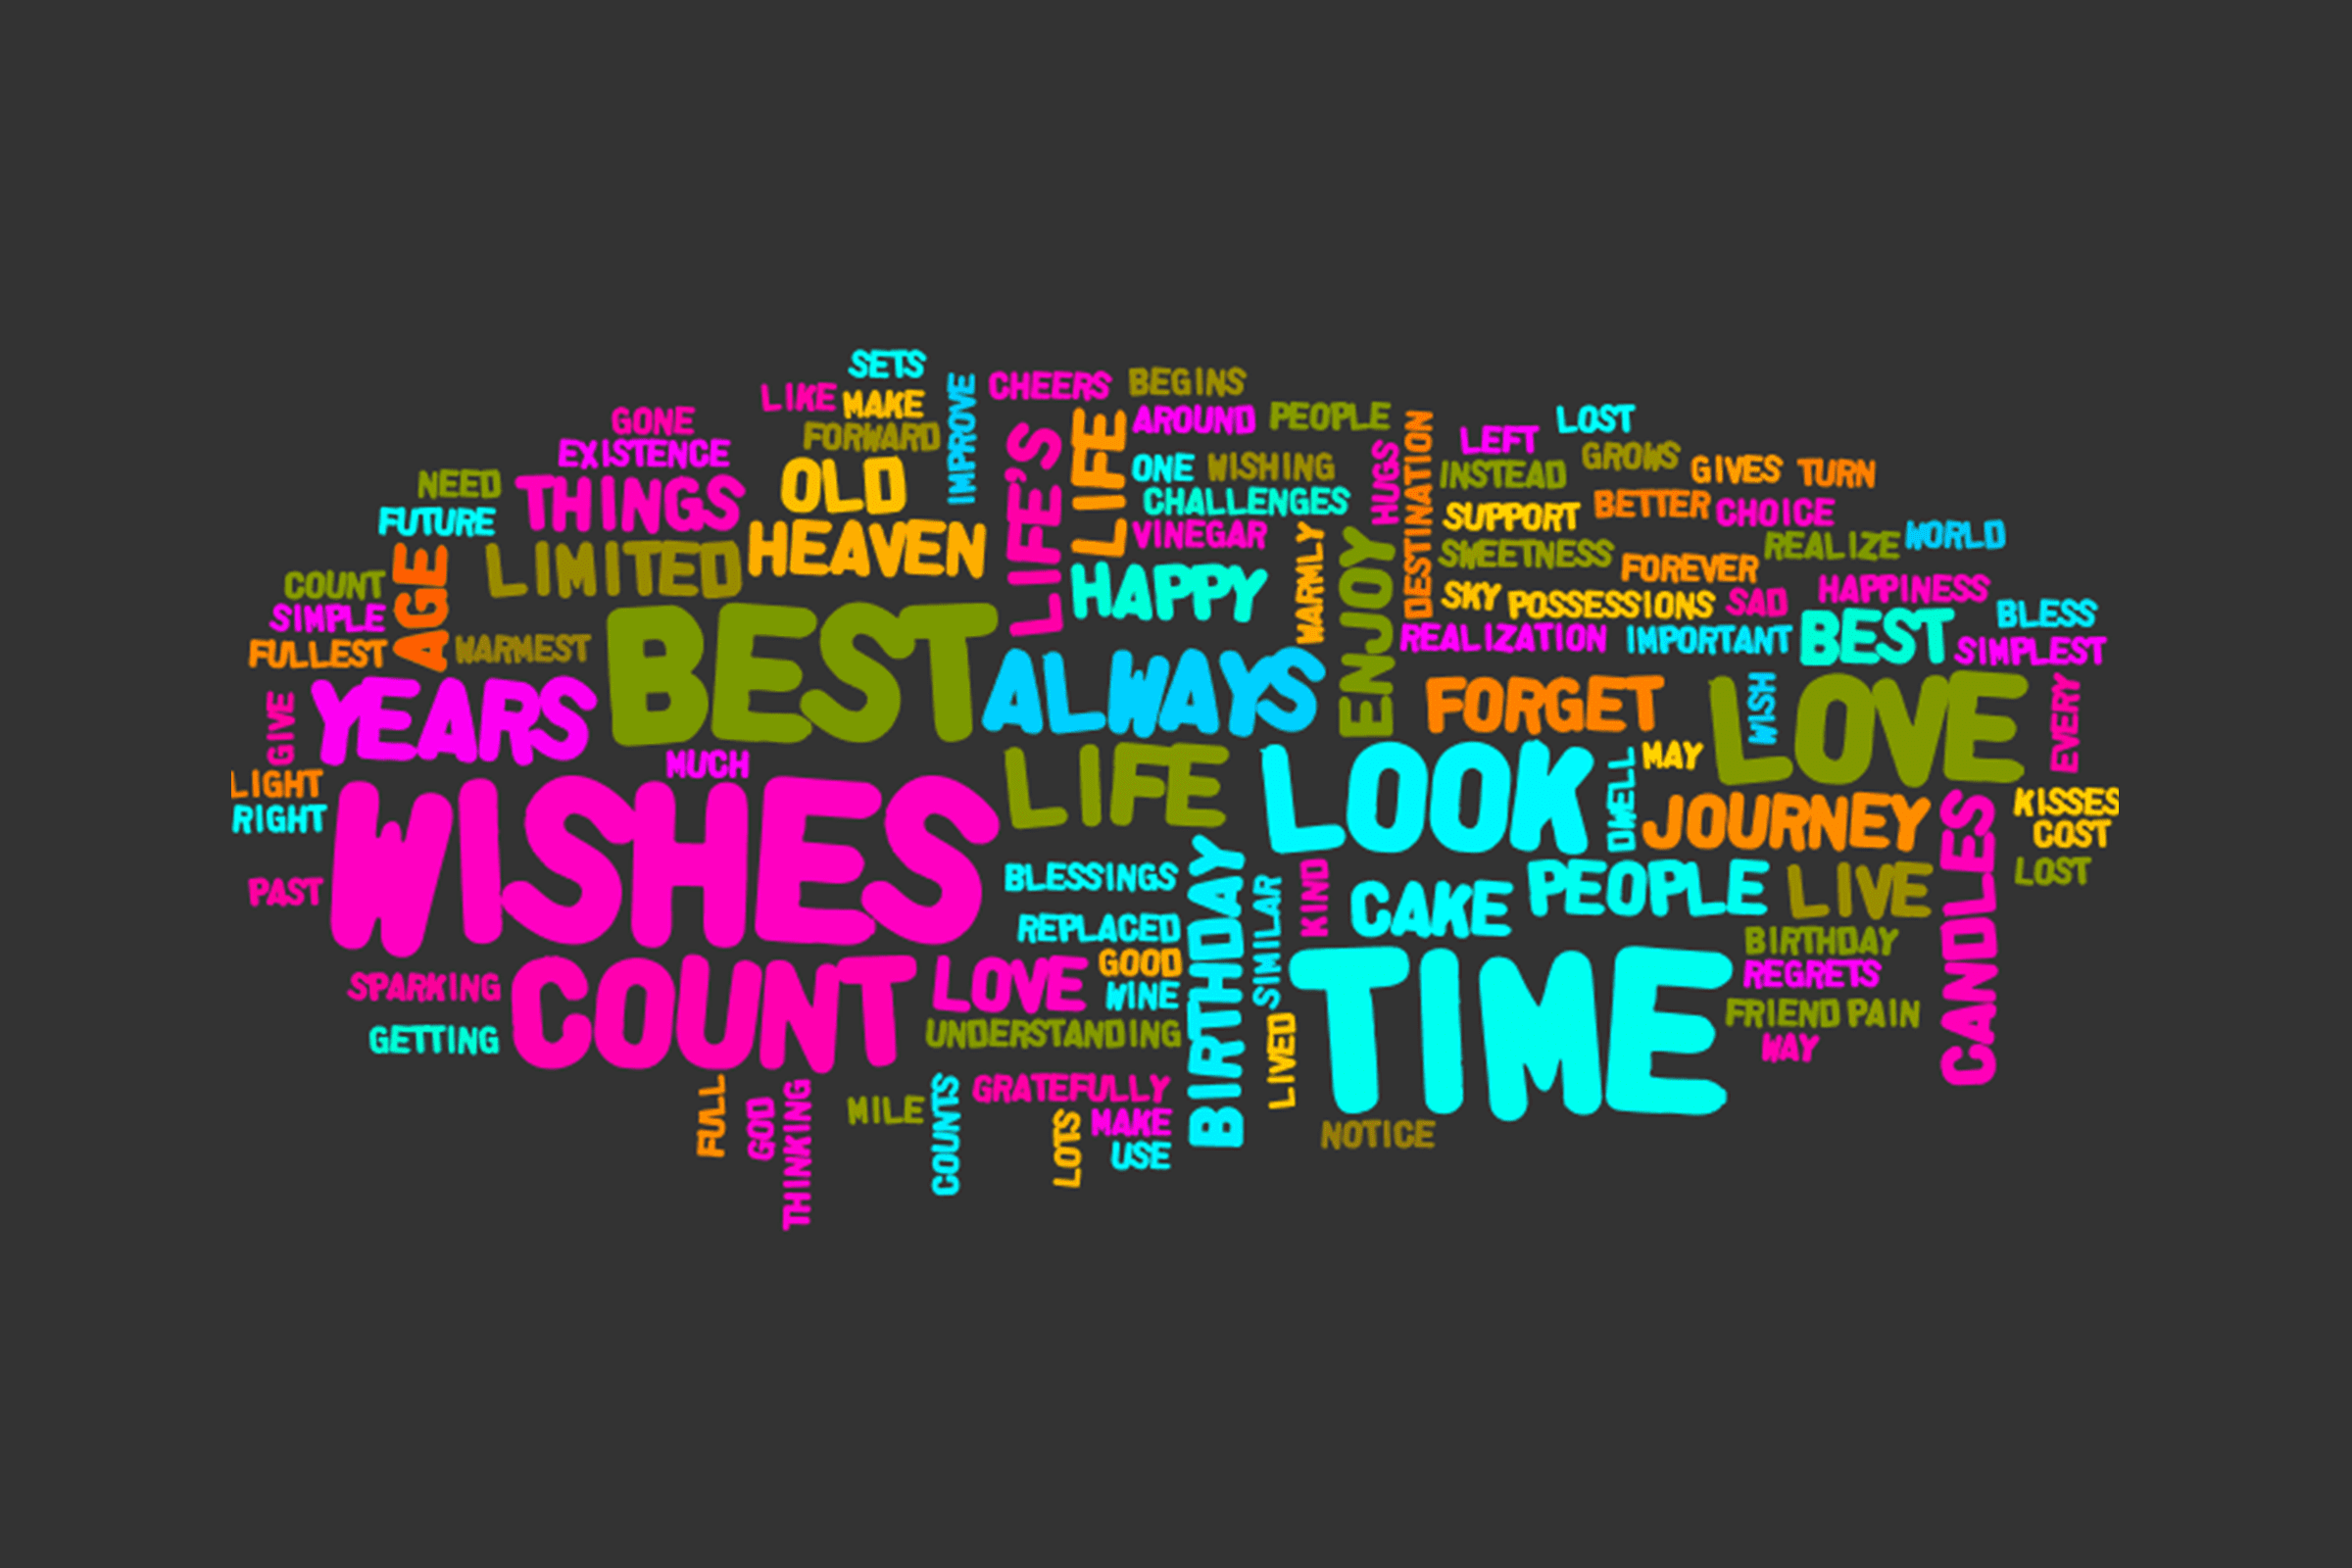 SETS
LIKE MAKE
IMPROVE
CHEERS BEGINS
GONE
FORWARD
LIFE'S
LIFE
AROUND PEOPLE
EXISTENCE
OLD
ONE WISHING
HUGS
DESTINATION
LEFT
LOST
NEED
THINGS
CHALLENGES
INSTEAD
GROWS
GIVES TURN
FUTURE
HEAVEN
VINEGAR
SUPPORT
BETTER CHOICE
AGE
LIMITED
HAPPY
WARMLY
ENJOY
SWEETNESS
FOREVER
REALIZE WORLD
COUNT
SIMPLE
SKY POSSESSIONS SAD
HAPPINESS
BLESS
FULLEST
WARMEST
BEST
ALWAYS
REALIZATION IMPORTANT
BEST
SIMPLEST
GIVE
YEARS
FORGET
LOVE
WISH
EVERY
MUCH
LIFE
LOOK
DWELL
MAY
LIGHT
RIGHT
WISHES
JOURNEY
CANDLES
KISSES
COST
PAST
BLESSINGS
BIRTHDAY
SIMILAR
KIND
CAKE
PEOPLE
LIVE
LOST
REPLACED
BIRTHDAY
SPARKING
COUNT
LOVE
GOOD
WINE
TIME
REGRETS
GETTING
UNDERSTANDING
LIVED
FRIEND PAIN
WAY
FULL
GOD
THINKING
MILE
COUNTS
GRATEFULLY
LOTS
MAKE
USE
NOTICE